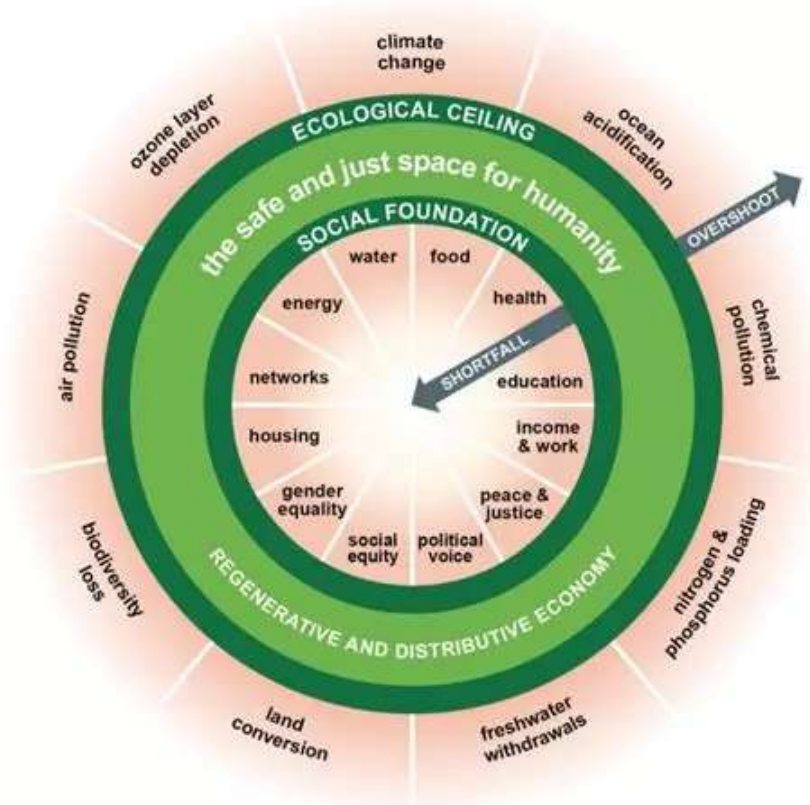 climate
change
ozone layer
depletion
ocean
acidification
ECOLOGICAL CEILING
the safe and just space for humanity
OVERSHOOT
SOCIAL FOUNDATION
water
food
energy
health
SHORTFALL
air pollution
chemical
pollution
networks
education
housing
income
& work
gender
equality
peace &
justice
social
equity
political
voice
biodiversity
loss
REGENERATIVE AND DISTRIBUTIVE ECONOMY
nitrogen &
phosphorus loading
land
conversion
freshwater
withdrawals